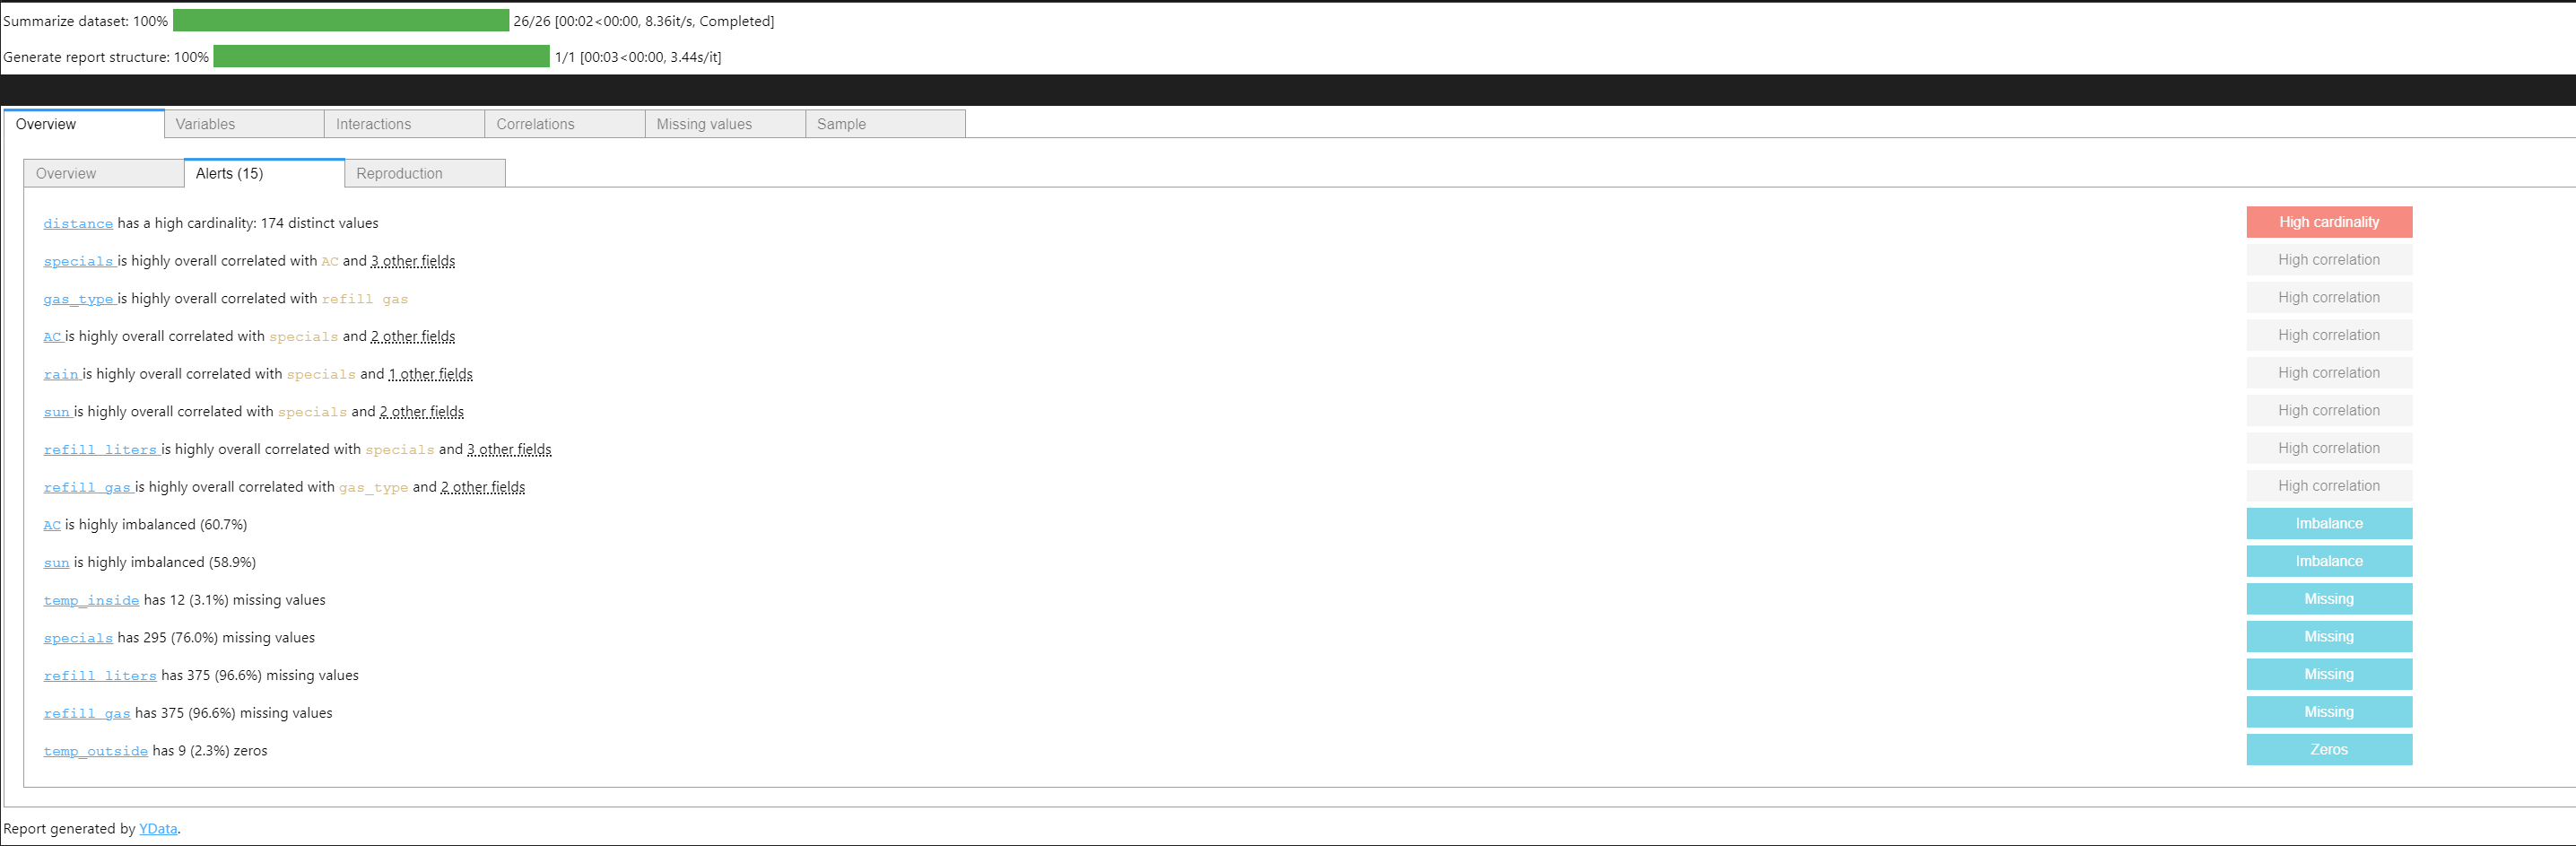 Summarize dataset: 100% 26/26 [00:02<00:00, 8.36it/s, Completed]
Generate report structure: 100% 1/1 [00:03<00:00, 3.44s/it]
Overview Variables Interactions Correlations Missing values Sample
Overview Alerts (15) Reproduction
distance has a high cardinality: 174 distinct values High cardinality
specials is highly overall correlated with AC and 3 other fields High correlation
gas_type is highly overall correlated with refill gas High correlation
AC is highly overall correlated with specials and 2 other fields High correlation
rain is highly overall correlated with specials and 1 other fields High correlation
sun is highly overall correlated with specials and 2 other fields High correlation
refill liters is highly overall correlated with specials and 3 other fields High correlation
refill gas is highly overall correlated with gas_type and 2 other fields High correlation
AC is highly imbalanced (60.7%) Imbalance
sun is highly imbalanced (58.9%) Imbalance
temp_inside has 12 (3.1%) missing values Missing
specials has 295 (76.0%) missing values Missing
refill liters has 375 (96.6%) missing values Missing
refill gas has 375 (96.6%) missing values Missing
temp_outside has 9 (2.3%) zeros Zeros
Report generated by YData.